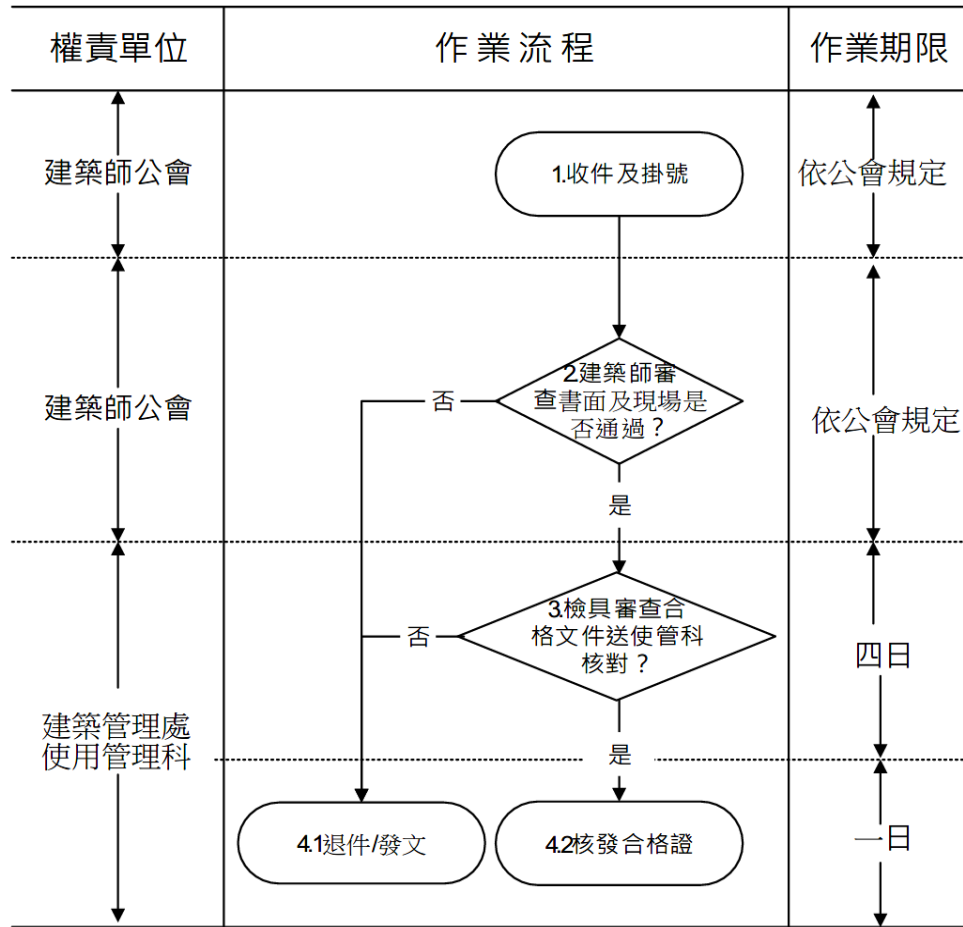 權責單位
作業流程
作業期限
建築師公會
1.收件及掛號
依公會規定
建築師公會
否
2.建築師審
查書面及現場是
否通過？
依公會規定
是
建築管理處
使用管理科
否
3.檢具審查合
格文件送使管科
核對？
四日
是
4.1退件/發文
4.2核發合格證
一日